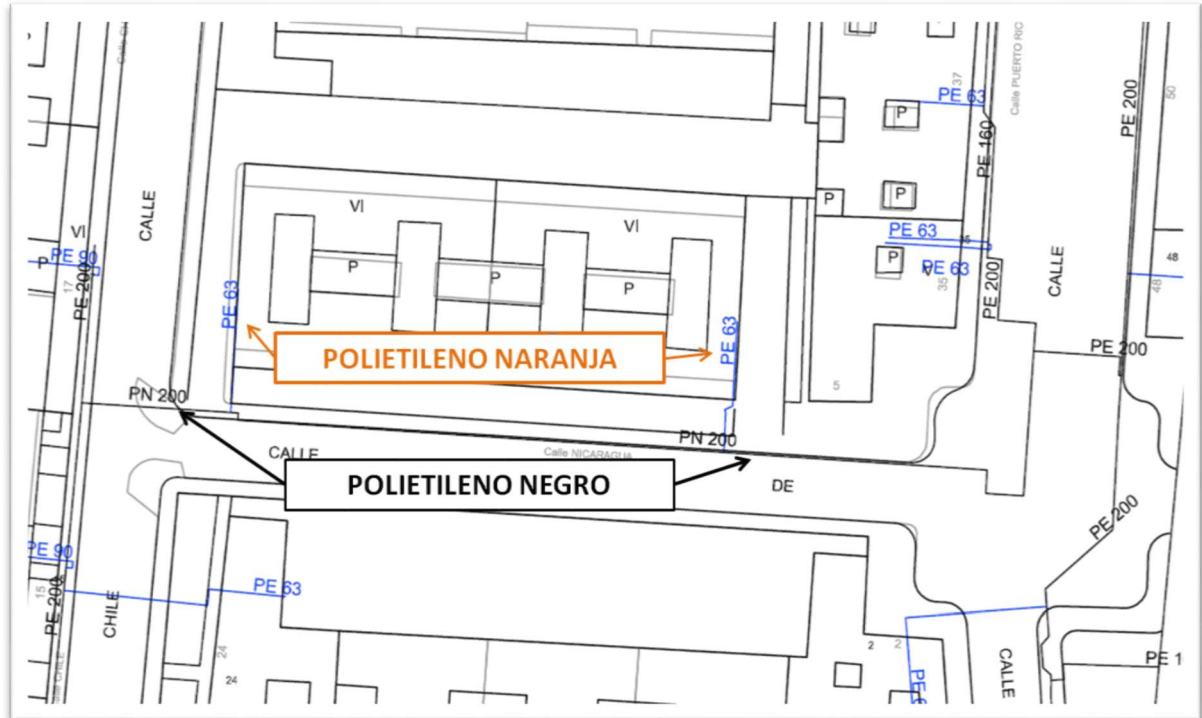 37
PE 63
P
Calle PUERTO RIC
PE 160
PE 200
50
P
P
VI
VI
CALLE
VI
PE 63
PE 63
35
P
CALLE
48
PE 90
P
17
PE 200
P
P
P
35
PE 200
48
PE 63
PE 63
POLIETILENO NARANJA
PE 200
5
PN 200
PN 200
CALLE
Calle NICARAGUA
POLIETILENO NEGRO
DE
PE 200
PE 90
15
PE 200
PE 63
CHILE
24
24
2
2
CALLE
PE 1